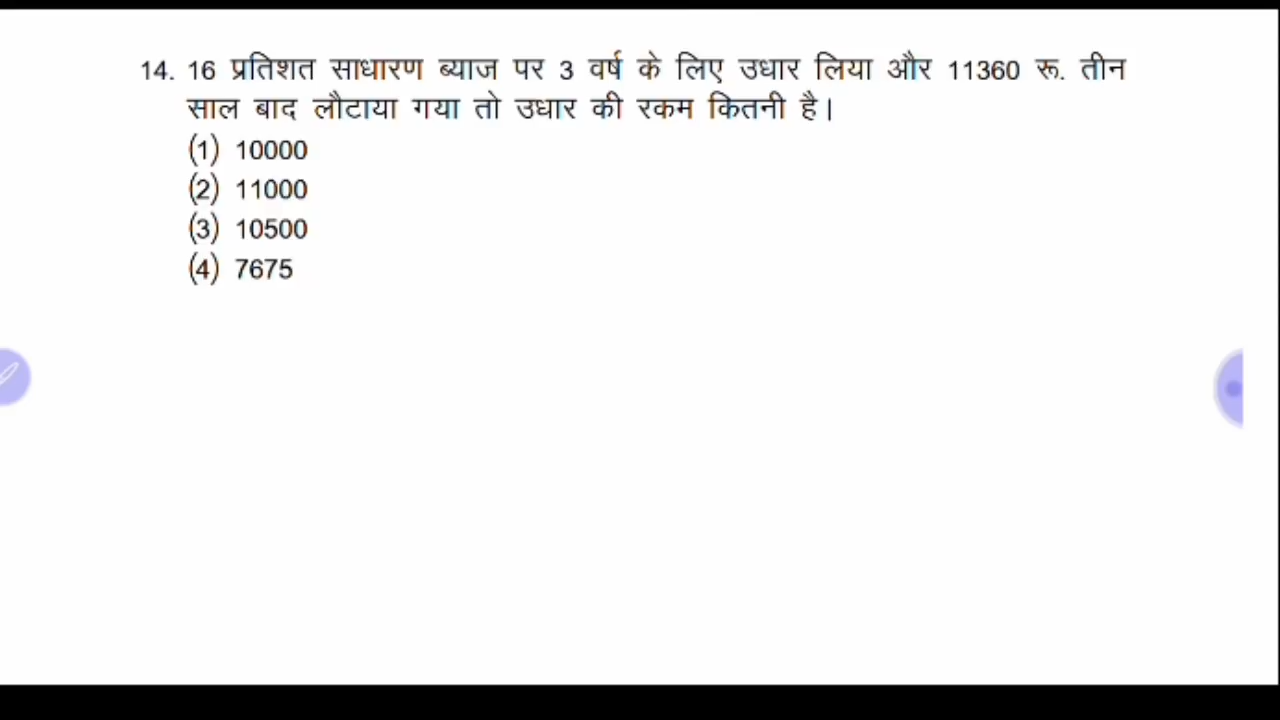 14. 16 प्रतिशत साधारण ब्याज पर 3 वर्ष के लिए उधार लिया और 11360 रू. तीन
साल बाद लौटाया गया तो उधार की रकम कितनी है।
(1) 10000
(2) 11000
(3) 10500
(4) 7675